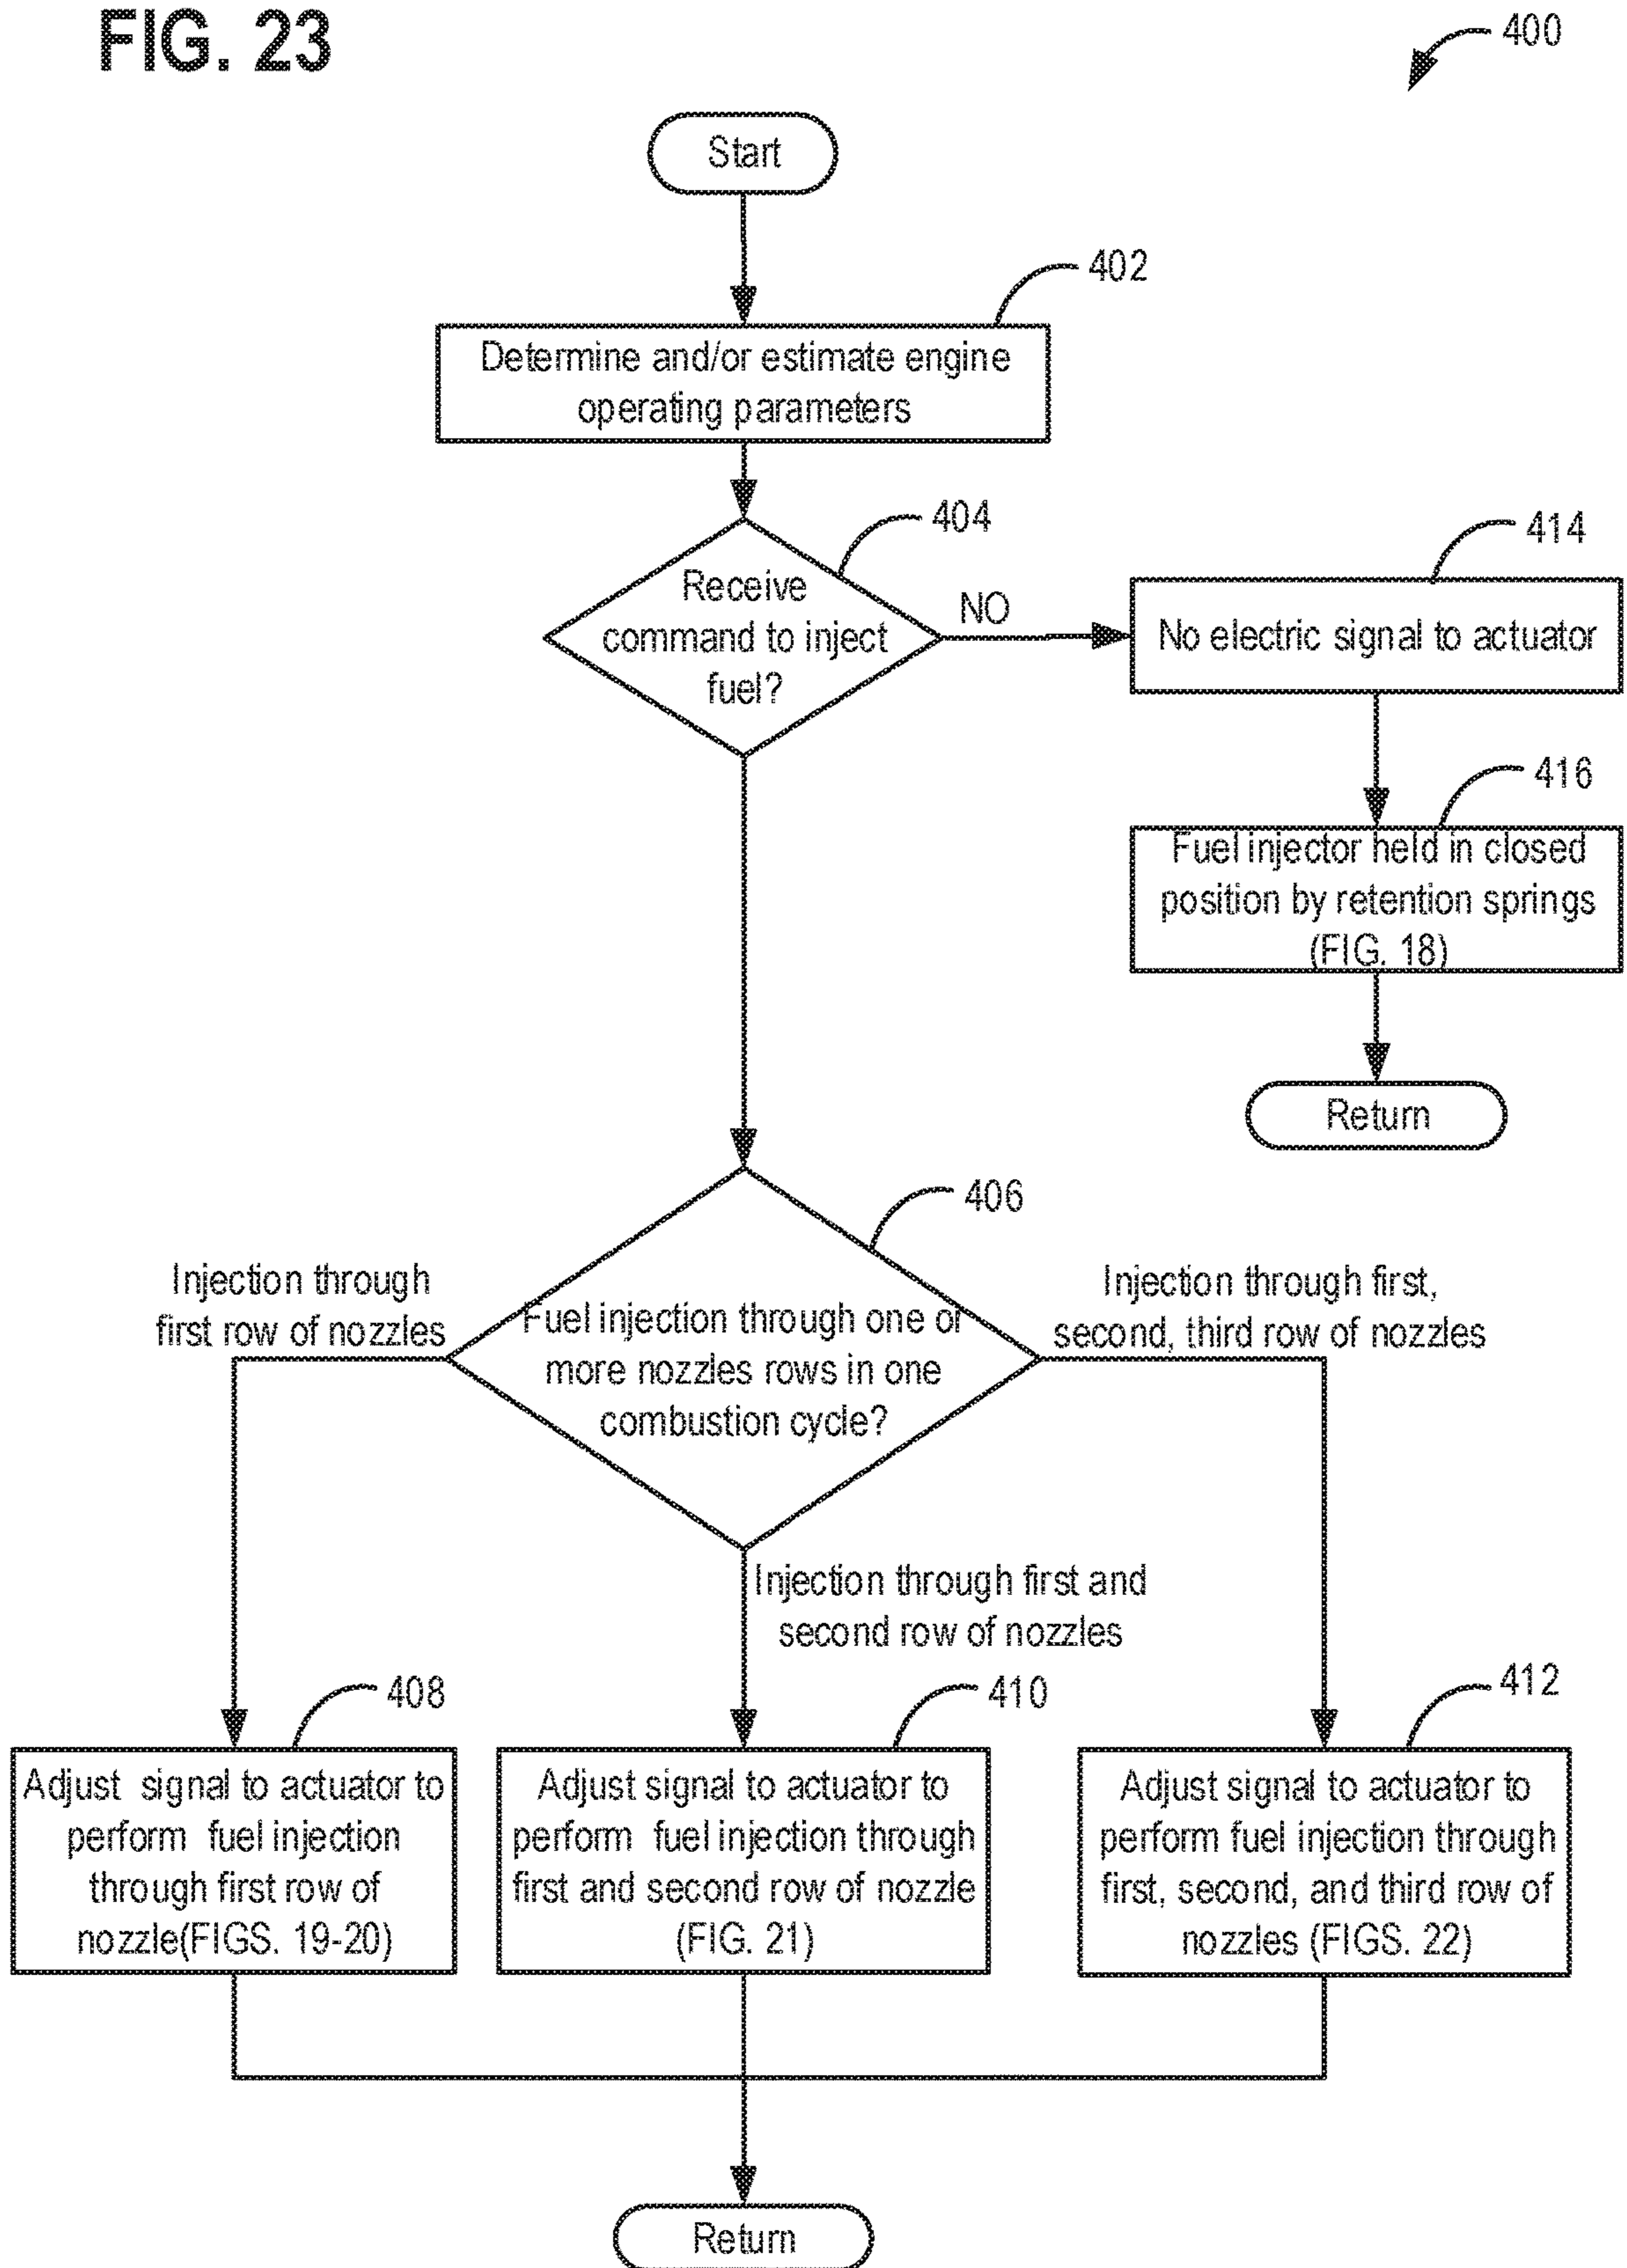 FIG. 23
400
Start
402
Determine and/or estimate engine
operating parameters
404
Receive
command to inject
fuel?
NO
414
No electric signal to actuator
416
Fuel injector held in closed
position by retention springs
(FIG. 18)
Return
406
Fuel injection through one or
more nozzles rows in one
combustion cycle?
Injection through
first row of nozzles
Injection through first and
second row of nozzles
Injection through first,
second, third row of nozzles
408
Adjust signal to actuator to
perform fuel injection
through first row of
nozzle(FIGS. 19-20)
410
Adjust signal to actuator to
perform fuel injection through
first and second row of nozzle
(FIG. 21)
412
Adjust signal to actuator to
perform fuel injection through
first, second, and third row of
nozzles (FIGS. 22)
Return